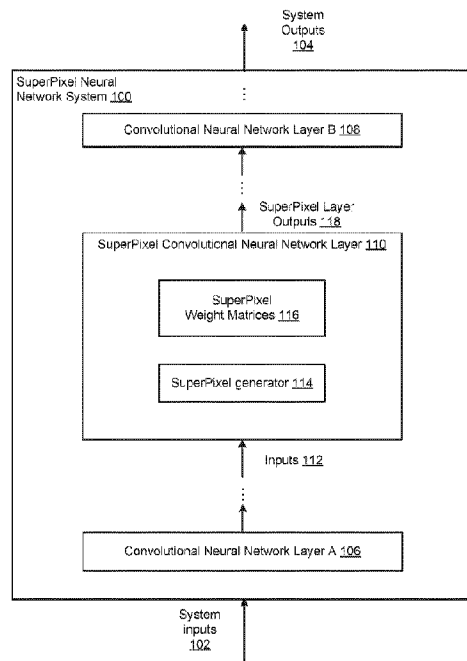 System
Outputs
104
SuperPixel Neural
Network System 100
Convolutional Neural Network Layer B 108
SuperPixel Layer
Outputs 118
SuperPixel Convolutional Neural Network Layer 110
SuperPixel
Weight Matrices 116
SuperPixel generator 114
Inputs 112
Convolutional Neural Network Layer A 106
System
inputs
102